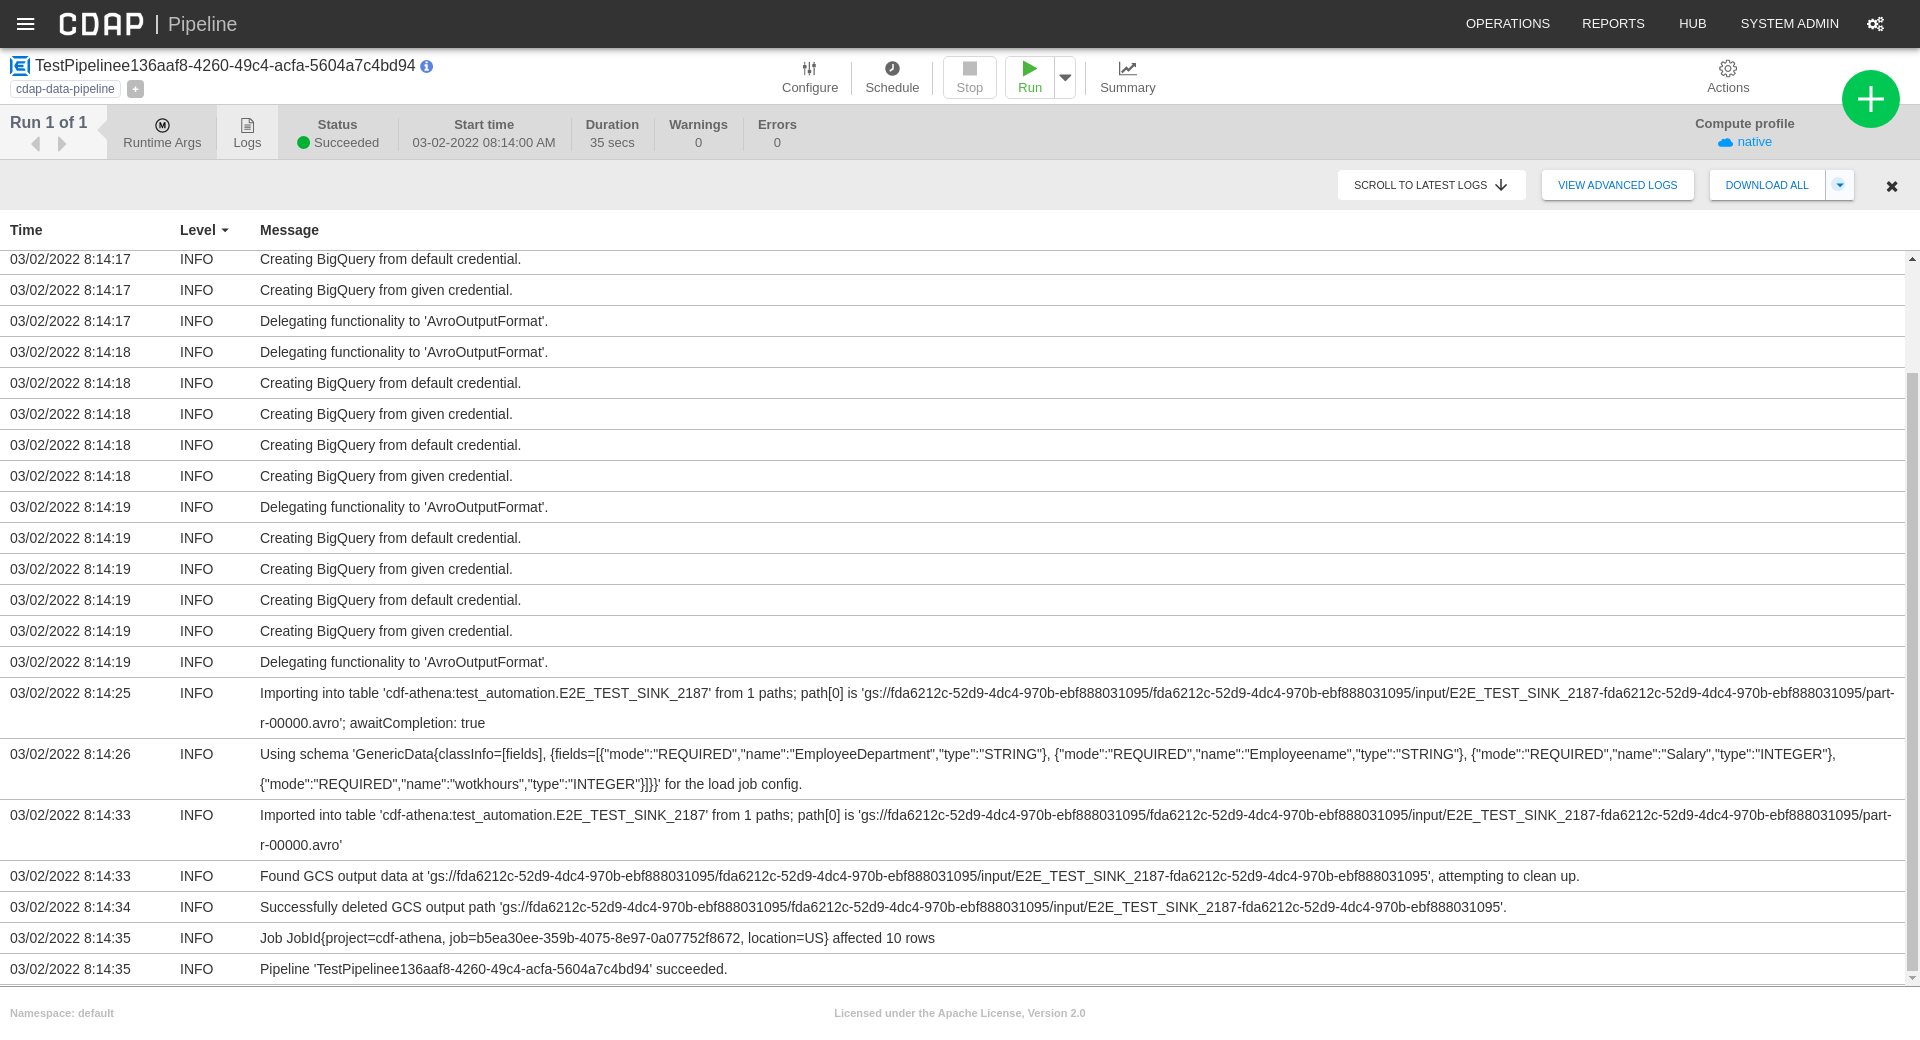 CDAP | Pipeline
OPERATIONS REPORTS HUB SYSTEM ADMIN
TestPipelinee136aaf8-4260-49c4-acfa-5604a7c4bd94
cdap-data-pipeline +
Configure Schedule Stop Run Summary Actions
Run 1 of 1
Runtime Args
Logs
Status
Succeeded
Start time
03-02-2022 08:14:00 AM
Duration
35 secs
Warnings
0
Errors
0
Compute profile
native
SCROLL TO LATEST LOGS VIEW ADVANCED LOGS DOWNLOAD ALL
Time Level Message
03/02/2022 8:14:17 INFO Creating BigQuery from default credential.
03/02/2022 8:14:17 INFO Creating BigQuery from given credential.
03/02/2022 8:14:17 INFO Delegating functionality to 'AvroOutputFormat'.
03/02/2022 8:14:18 INFO Delegating functionality to 'AvroOutputFormat'.
03/02/2022 8:14:18 INFO Creating BigQuery from default credential.
03/02/2022 8:14:18 INFO Creating BigQuery from given credential.
03/02/2022 8:14:18 INFO Creating BigQuery from default credential.
03/02/2022 8:14:18 INFO Creating BigQuery from given credential.
03/02/2022 8:14:19 INFO Delegating functionality to 'AvroOutputFormat'.
03/02/2022 8:14:19 INFO Creating BigQuery from default credential.
03/02/2022 8:14:19 INFO Creating BigQuery from given credential.
03/02/2022 8:14:19 INFO Creating BigQuery from default credential.
03/02/2022 8:14:19 INFO Creating BigQuery from given credential.
03/02/2022 8:14:19 INFO Delegating functionality to 'AvroOutputFormat'.
03/02/2022 8:14:25 INFO Importing into table 'cdf-athena:test_automation.E2E_TEST_SINK_2187' from 1 paths; path[0] is 'gs://fda6212c-52d9-4dc4-970b-ebf888031095/fda6212c-52d9-4dc4-970b-ebf888031095/input/E2E_TEST_SINK_2187-fda6212c-52d9-4dc4-970b-ebf888031095/part-
r-00000.avro'; awaitCompletion: true
03/02/2022 8:14:26 INFO Using schema 'GenericData{classInfo=[fields], {fields=[{"mode":"REQUIRED","name":"EmployeeDepartment","type":"STRING"}, {"mode":"REQUIRED","name":"Employeename","type":"STRING"}, {"mode":"REQUIRED","name":"Salary","type":"INTEGER"},
{"mode":"REQUIRED","name":"wotkhours","type":"INTEGER"}]}}' for the load job config.
03/02/2022 8:14:33 INFO Imported into table 'cdf-athena:test_automation.E2E_TEST_SINK_2187' from 1 paths; path[0] is 'gs://fda6212c-52d9-4dc4-970b-ebf888031095/fda6212c-52d9-4dc4-970b-ebf888031095/input/E2E_TEST_SINK_2187-fda6212c-52d9-4dc4-970b-ebf888031095/part-
r-00000.avro'
03/02/2022 8:14:33 INFO Found GCS output data at 'gs://fda6212c-52d9-4dc4-970b-ebf888031095/fda6212c-52d9-4dc4-970b-ebf888031095/input/E2E_TEST_SINK_2187-fda6212c-52d9-4dc4-970b-ebf888031095', attempting to clean up.
03/02/2022 8:14:34 INFO Successfully deleted GCS output path 'gs://fda6212c-52d9-4dc4-970b-ebf888031095/fda6212c-52d9-4dc4-970b-ebf888031095/input/E2E_TEST_SINK_2187-fda6212c-52d9-4dc4-970b-ebf888031095'.
03/02/2022 8:14:35 INFO Job JobId{project=cdf-athena, job=b5ea30ee-359b-4075-8e97-0a07752f8672, location=US} affected 10 rows
03/02/2022 8:14:35 INFO Pipeline 'TestPipelinee136aaf8-4260-49c4-acfa-5604a7c4bd94' succeeded.
Namespace: default Licensed under the Apache License, Version 2.0